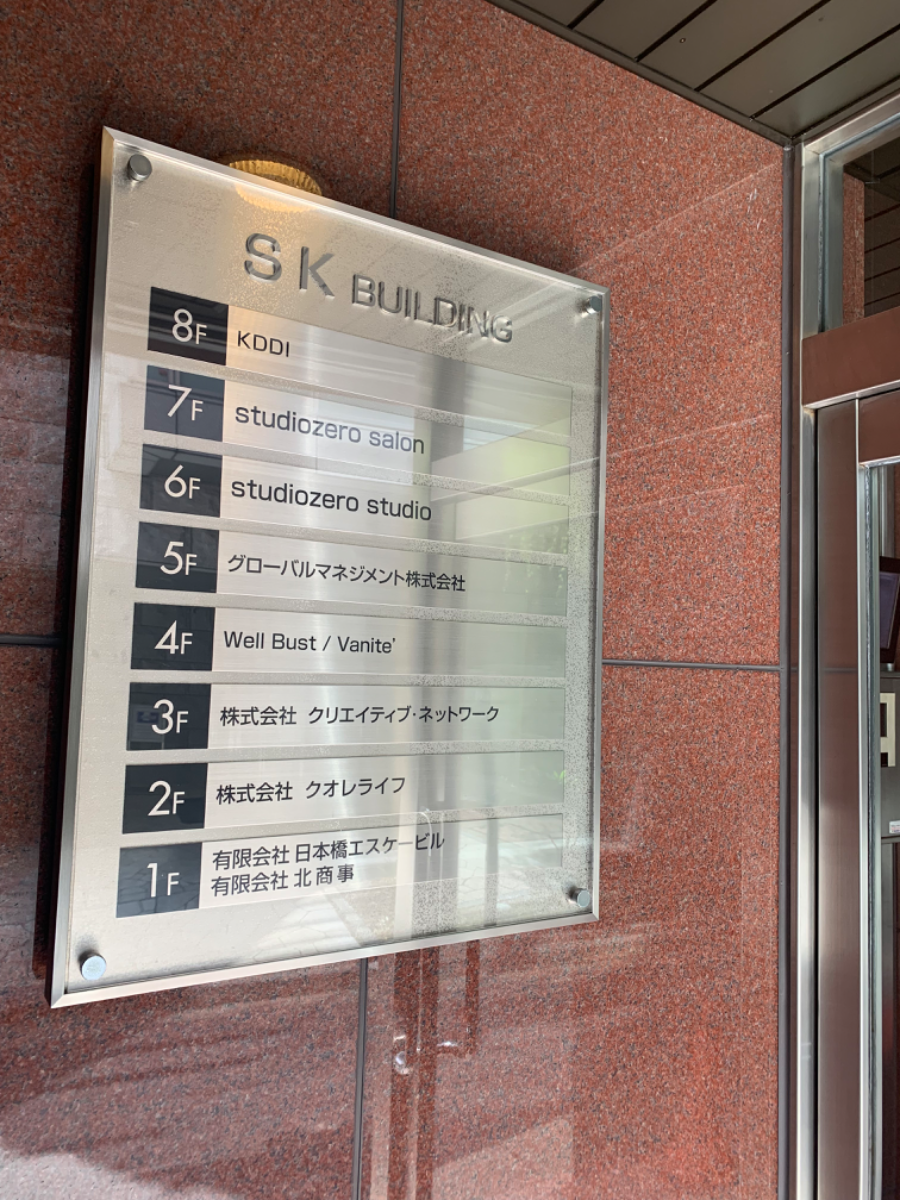 SK BUILDING
8F KDDI
7F studiozero salon
6F studiozero studio
5F グローバルマネジメント株式会社
4F Well Bust / Vanite'
3F 株式会社 クリエイティブ・ネットワーク
2F 株式会社 クオレライフ
1F 有限会社 日本橋エスケービル
有限会社 北商事